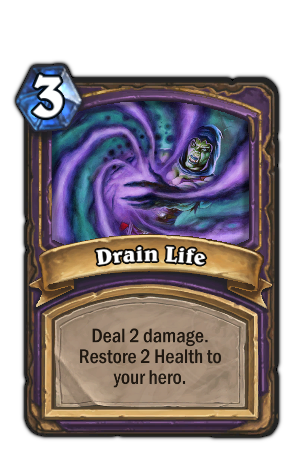 3
Drain Life
Deal 2 damage.
Restore 2 Health to
your hero.